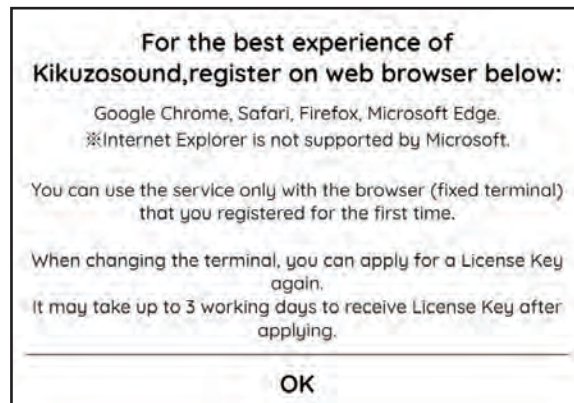 For the best experience of
Kikuzosound,register on web browser below:
Google Chrome, Safari, Firefox, Microsoft Edge.
※Internet Explorer is not supported by Microsoft.
You can use the service only with the browser (fixed terminal)
that you registered for the first time.
When changing the terminal, you can apply for a License Key
again.
It may take up to 3 working days to receive License Key after
applying.
OK